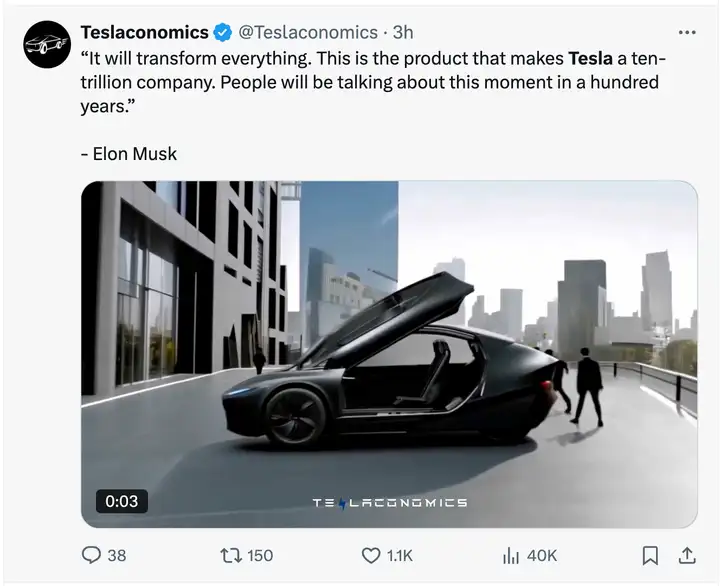 Teslaconomics @Teslaconomics · 3h
“It will transform everything. This is the product that makes Tesla a ten-
trillion company. People will be talking about this moment in a hundred
years.”
- Elon Musk
0:03
TESLACONOMICS
38 150 1.1K 40K